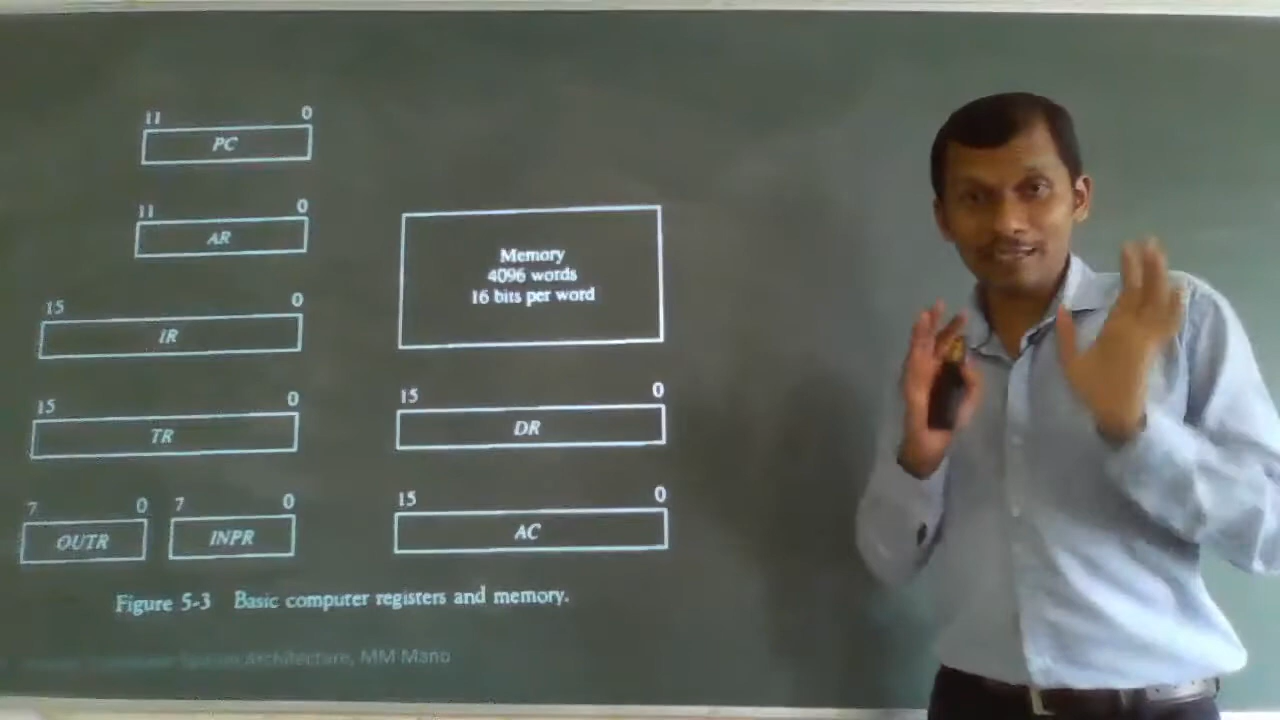 11 0
PC
11 0
AR
15 0
IR
15 0
TR
7 0
OUTR
7 0
INPR
Memory
4096 words
16 bits per word
15 0
DR
15 0
AC
Figure 5-3 Basic computer registers and memory.
System Architecture, MM Mano